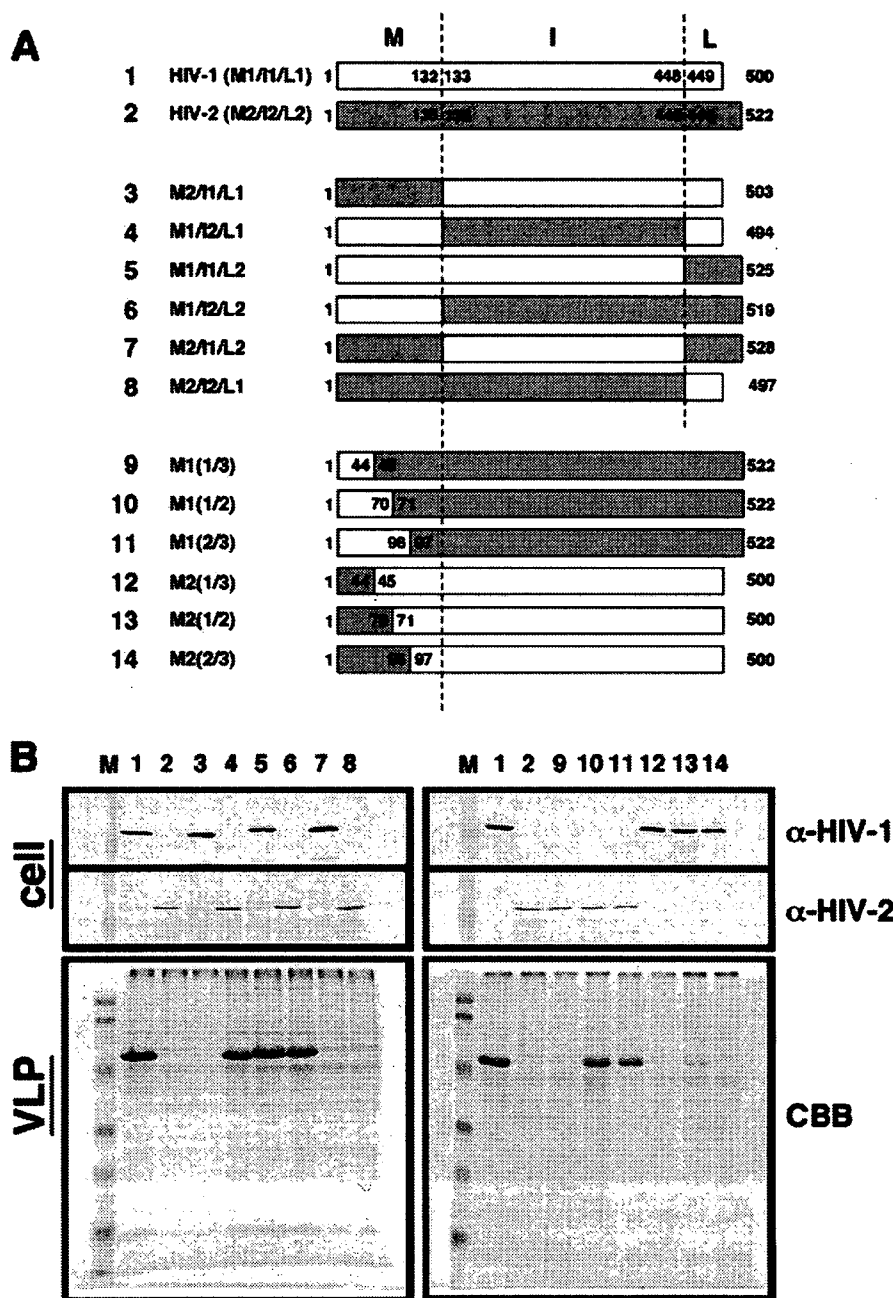 A
M I L
1 HIV-1 (M1/I1/L1) 1 132 133 448 449 500
2 HIV-2 (M2/I2/L2) 1 522
3 M2/I1/L1 1 503
4 M1/I2/L1 1 494
5 M1/I1/L2 1 525
6 M1/I2/L2 1 519
7 M2/I1/L2 1 528
8 M2/I2/L1 1 497
9 M1(1/3) 1 44 45 522
10 M1(1/2) 1 70 71 522
11 M1(2/3) 1 96 97 522
12 M2(1/3) 1 44 45 500
13 M2(1/2) 1 70 71 500
14 M2(2/3) 1 96 97 500
B
M 1 2 3 4 5 6 7 8
M 1 2 9 10 11 12 13 14
cell
α-HIV-1
α-HIV-2
VLP
CBB